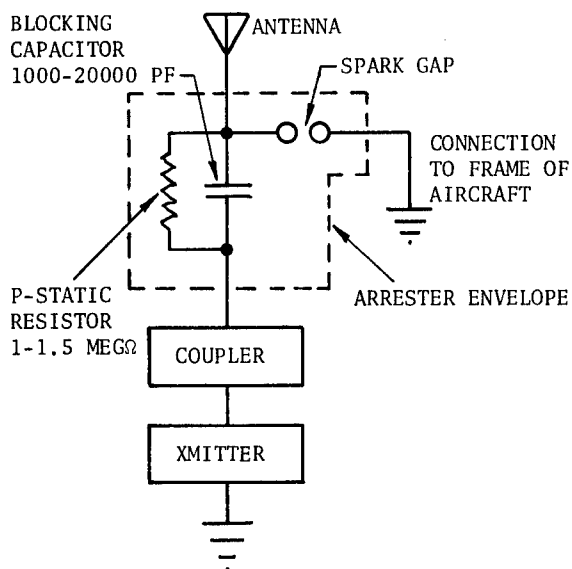 BLOCKING
CAPACITOR
1000-20000 PF
ANTENNA
SPARK GAP
CONNECTION
TO FRAME OF
AIRCRAFT
P-STATIC
RESISTOR
1-1.5 MEGΩ
ARRESTER ENVELOPE
COUPLER
XMITTER